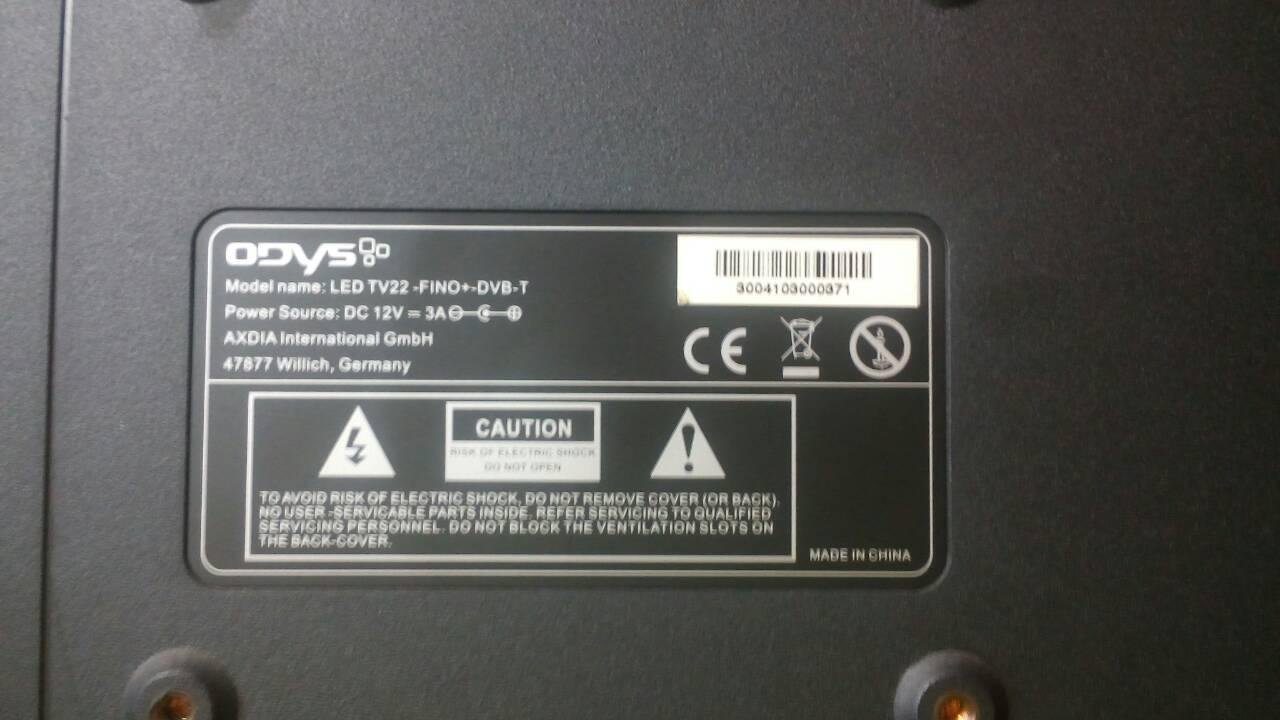 ODYS
Model name: LED TV22 -FINO+-DVB-T
Power Source: DC 12V = 3A
AXDIA International GmbH
47877 Willich, Germany
3004103000371
CE
CAUTION
RISK OF ELECTRIC SHOCK
DO NOT OPEN
TO AVOID RISK OF ELECTRIC SHOCK, DO NOT REMOVE COVER (OR BACK).
NO USER -SERVICABLE PARTS INSIDE. REFER SERVICING TO QUALIFIED
SERVICING PERSONNEL. DO NOT BLOCK THE VENTILATION SLOTS ON
THE BACK-COVER.
MADE IN CHINA